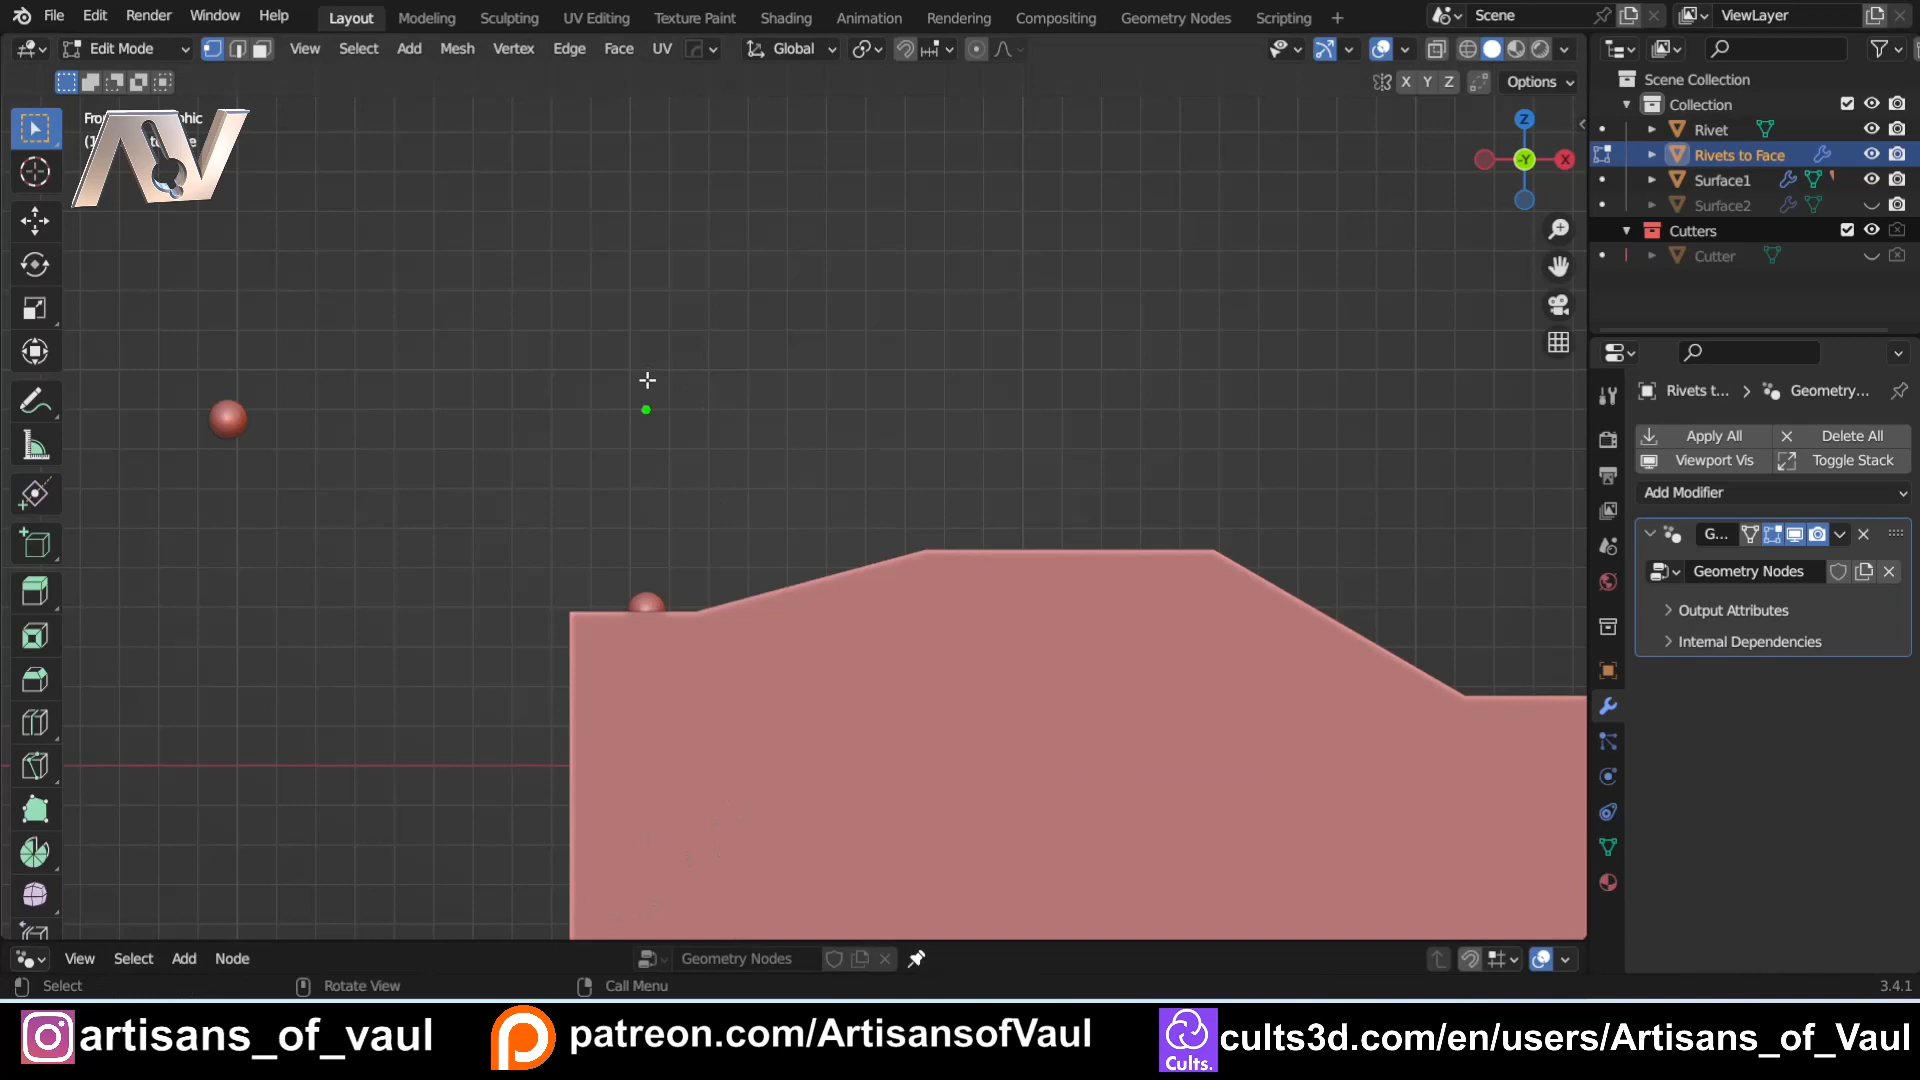 File Edit Render Window Help Layout Modeling Sculpting UV Editing Texture Paint Shading Animation Rendering Compositing Geometry Nodes Scripting + Scene ViewLayer
Edit Mode View Select Add Mesh Vertex Edge Face UV Global
X Y Z Options
Scene Collection
Collection
Rivet
Rivets to Face
Surface1
Surface2
Cutters
Cutter
Z
-Y X
Rivets t... > Geometry...
Apply All Delete All
Viewport Vis Toggle Stack
Add Modifier
G...
Geometry Nodes
Output Attributes
Internal Dependencies
View Select Add Node Geometry Nodes
Select Rotate View Call Menu 3.4.1
artisans_of_vaul patreon.com/ArtisansofVaul Cults. cults3d.com/en/users/Artisans_of_Vaul